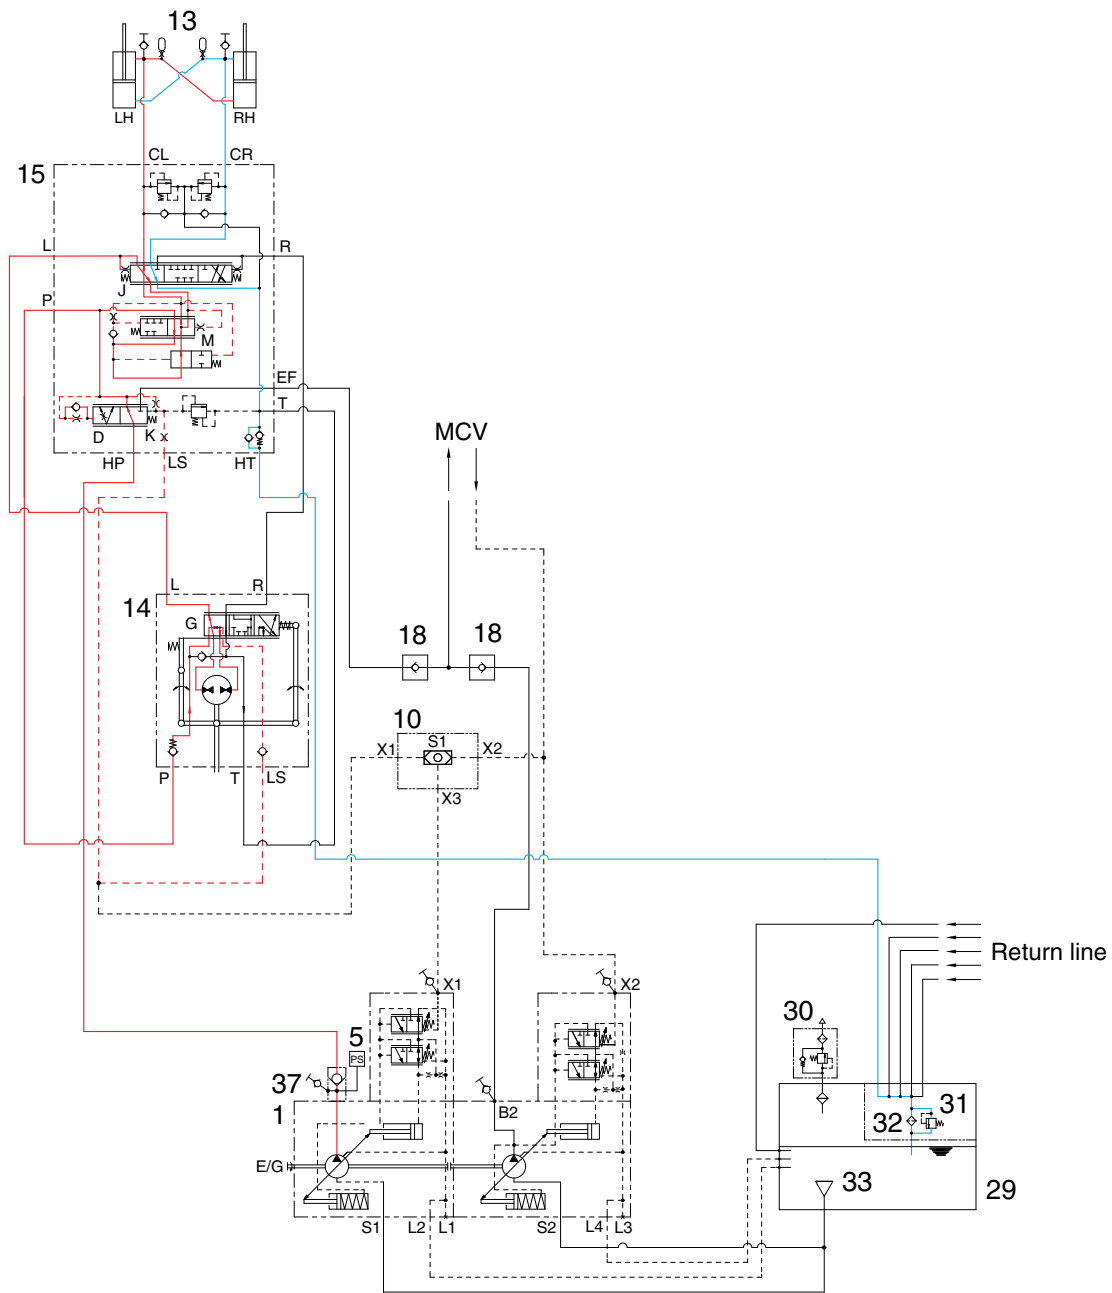 13
LH
RH
CL
CR
15
L
R
J
P
M
EF
T
D
K
HP
LS
HT
MCV
L
R
14
G
18
18
10
S1
X1
X2
X3
P
T
LS
Return line
X1
X2
30
5
PS
37
1
B2
31
32
E/G
33
29
S1
L2
L1
S2
L4
L3